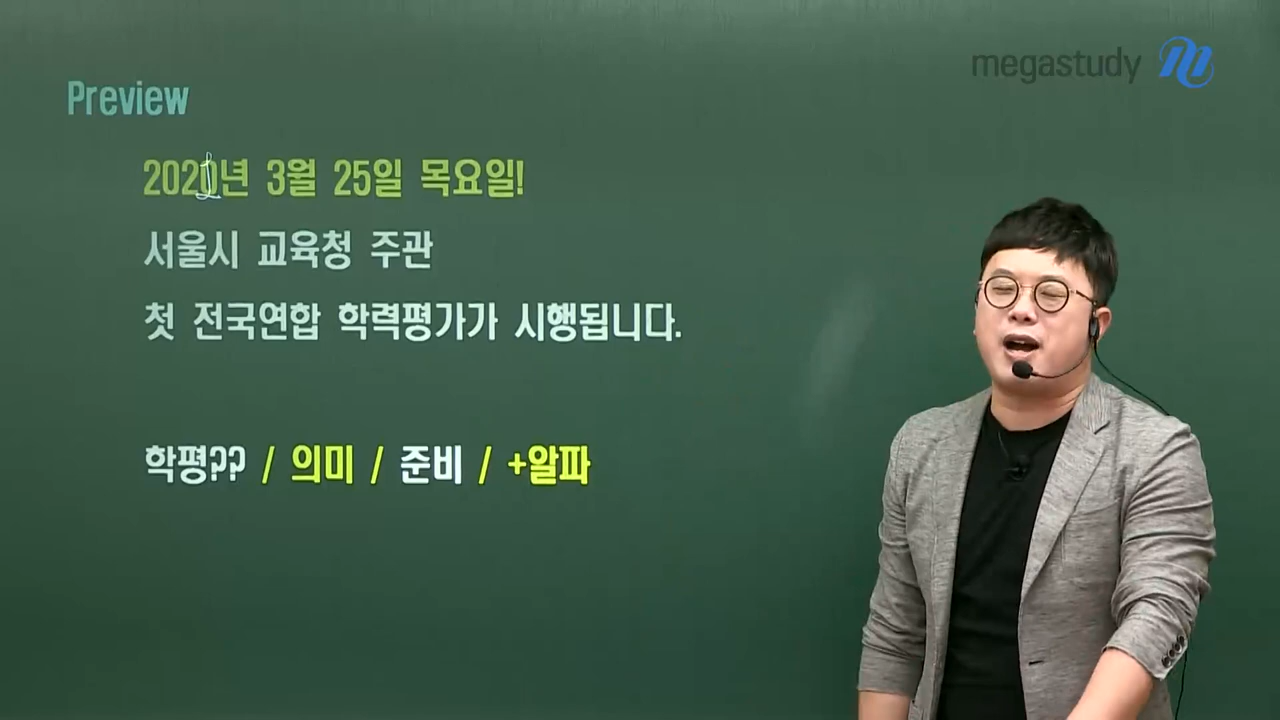 megastudy
Preview
2020년 3월 25일 목요일!
서울시 교육청 주관
첫 전국연합 학력평가가 시행됩니다.
학평?? / 의미 / 준비 / +알파